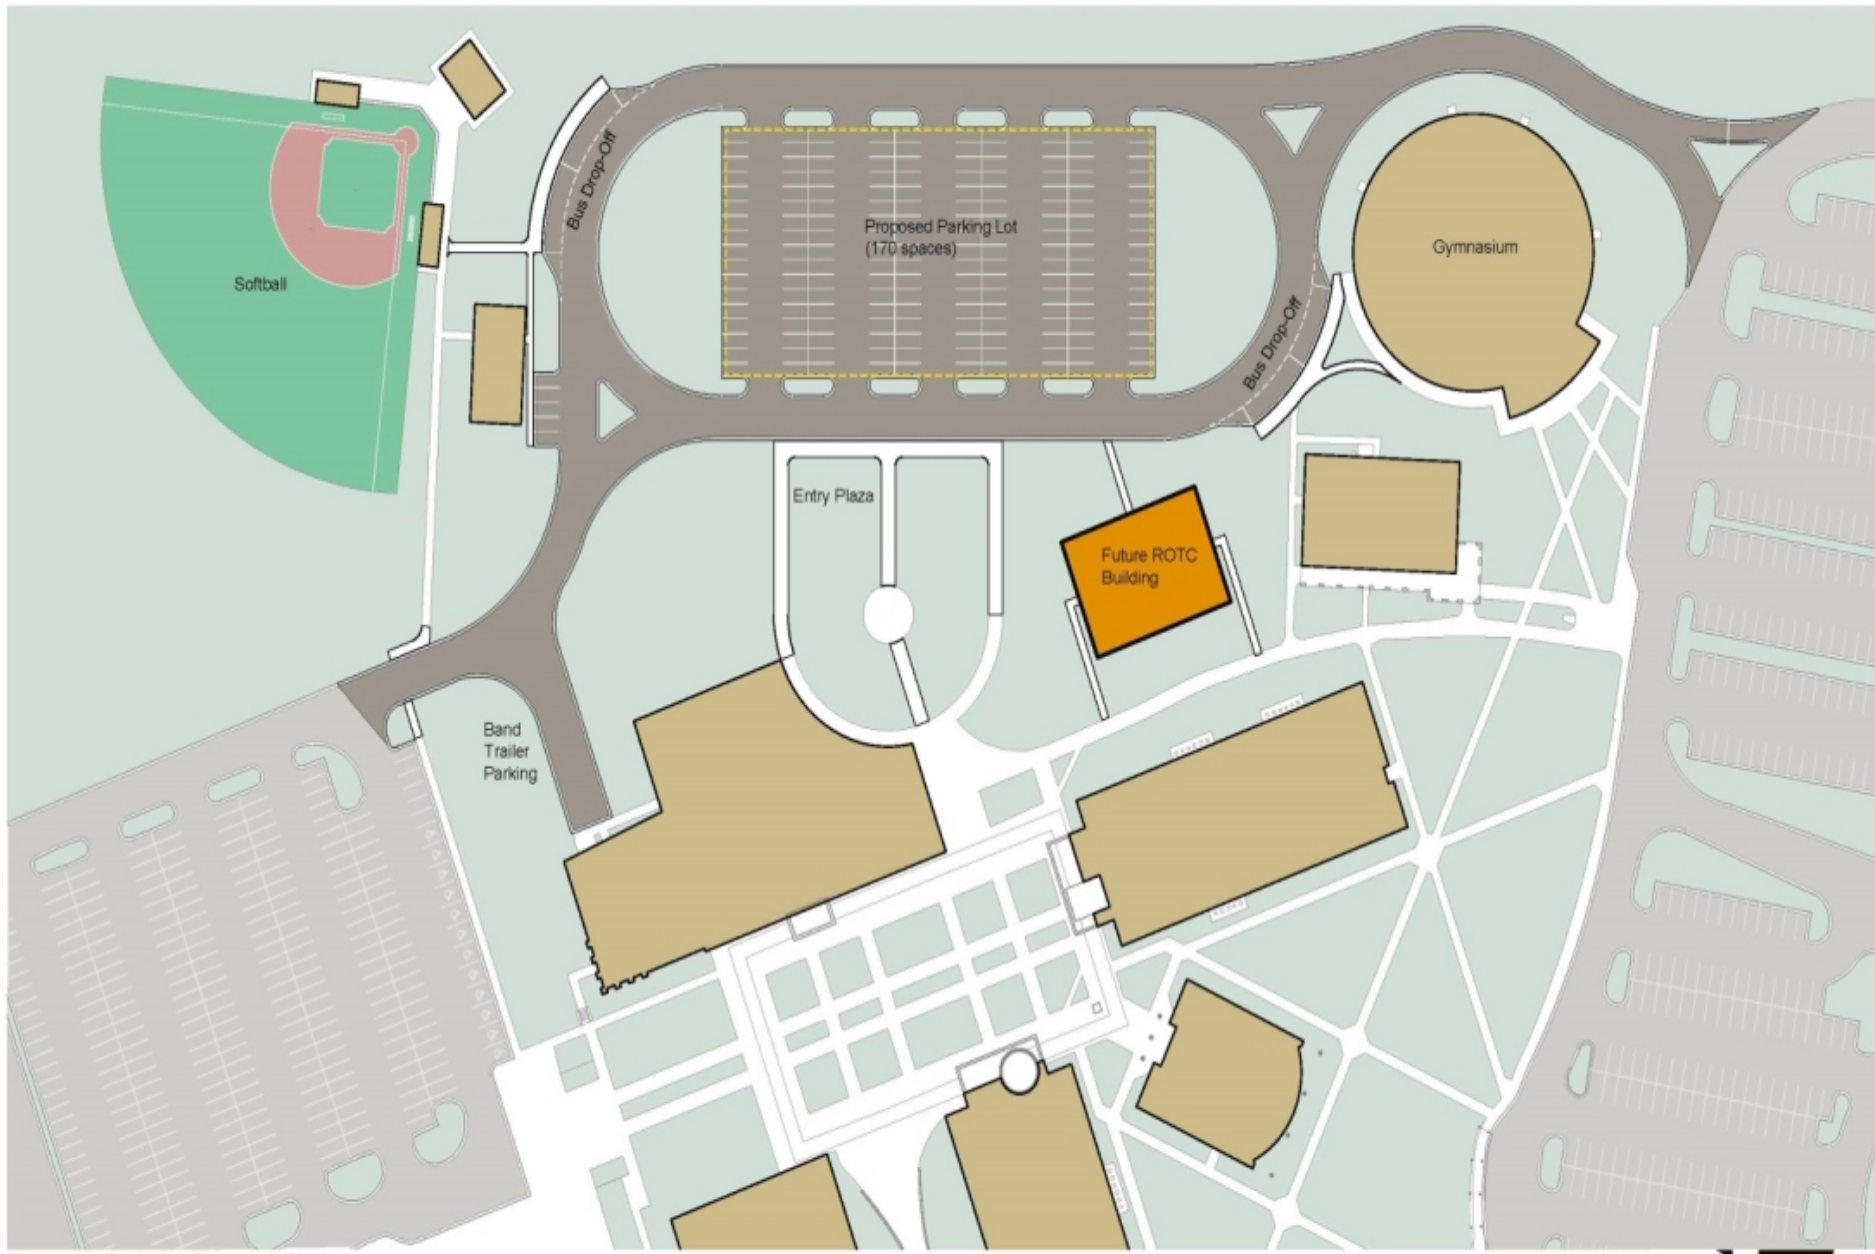 Bus Drop-Off
Proposed Parking Lot
(170 spaces)
Gymnasium
Softball
Bus Drop-Off
Entry Plaza
Future ROTC
Building
Band
Trailer
Parking